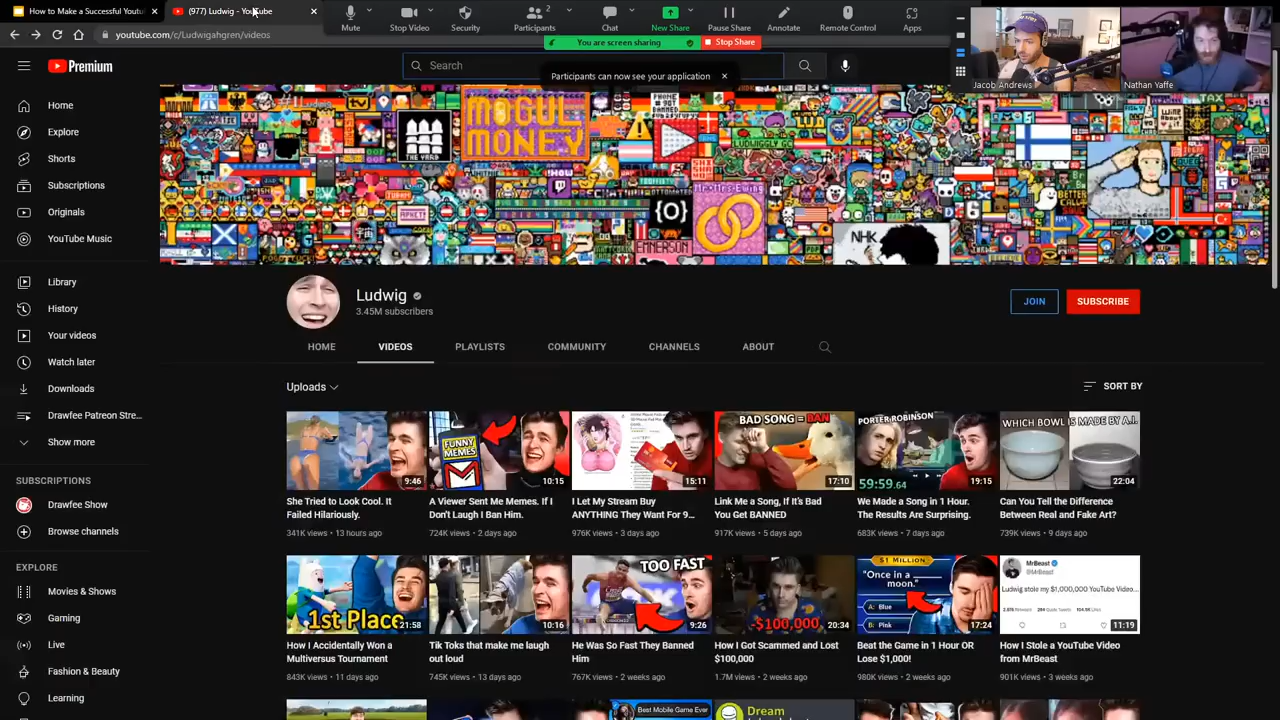 How to Make a Successful Youtu
(977) Ludwig - YouTube
Mute
Stop Video
Security
Participants
2
Chat
New Share
Pause Share
Annotate
Remote Control
Apps
youtube.com/c/Ludwigahgren/videos
You are screen sharing
Stop Share
Jacob Andrews
Nathan Yaffe
Premium
Search
Participants can now see your application
Home
Explore
Shorts
Subscriptions
Originals
YouTube Music
Library
History
Your videos
Watch later
Downloads
Drawfee Patreon Stre...
Show more
SUBSCRIPTIONS
Drawfee Show
Browse channels
EXPLORE
Movies & Shows
Gaming
Live
Fashion & Beauty
Learning
MOGUL
MONEY
THE YARD
NHK
Ludwig
3.45M subscribers
JOIN
SUBSCRIBE
HOME
VIDEOS
PLAYLISTS
COMMUNITY
CHANNELS
ABOUT
Uploads
SORT BY
9:46
FUNNY
MEMES
10:15
15:11
BAD SONG = BAN
17:10
PORTER ROBINSON
59:59.64
19:15
WHICH BOWL IS MADE BY A.I.
22:04
She Tried to Look Cool. It
Failed Hilariously.
341K views • 13 hours ago
A Viewer Sent Me Memes. If I
Don't Laugh I Ban Him.
724K views • 2 days ago
I Let My Stream Buy
ANYTHING They Want For 9...
976K views • 3 days ago
Link Me a Song, If It's Bad
You Get BANNED
917K views • 5 days ago
We Made a Song in 1 Hour.
The Results Are Surprising.
683K views • 7 days ago
Can You Tell the Difference
Between Real and Fake Art?
739K views • 9 days ago
1st Place
21:58
10:16
TOO FAST
9:26
-$100,000
20:34
$1 MILLION
"Once in a
moon."
A: Blue
B: Pink
17:24
MrBeast
@MrBeast
Ludwig stole my $1,000,000 YouTube Video...
11:19
How I Accidentally Won a
Multiversus Tournament
843K views • 11 days ago
Tik Toks that make me laugh
out loud
745K views • 13 days ago
He Was So Fast They Banned
Him
767K views • 2 weeks ago
How I Got Scammed and Lost
$100,000
1.7M views • 2 weeks ago
Beat the Game in 1 Hour OR
Lose $1,000!
980K views • 2 weeks ago
How I Stole a YouTube Video
from MrBeast
901K views • 3 weeks ago
Best Mobile Game Ever
Dream